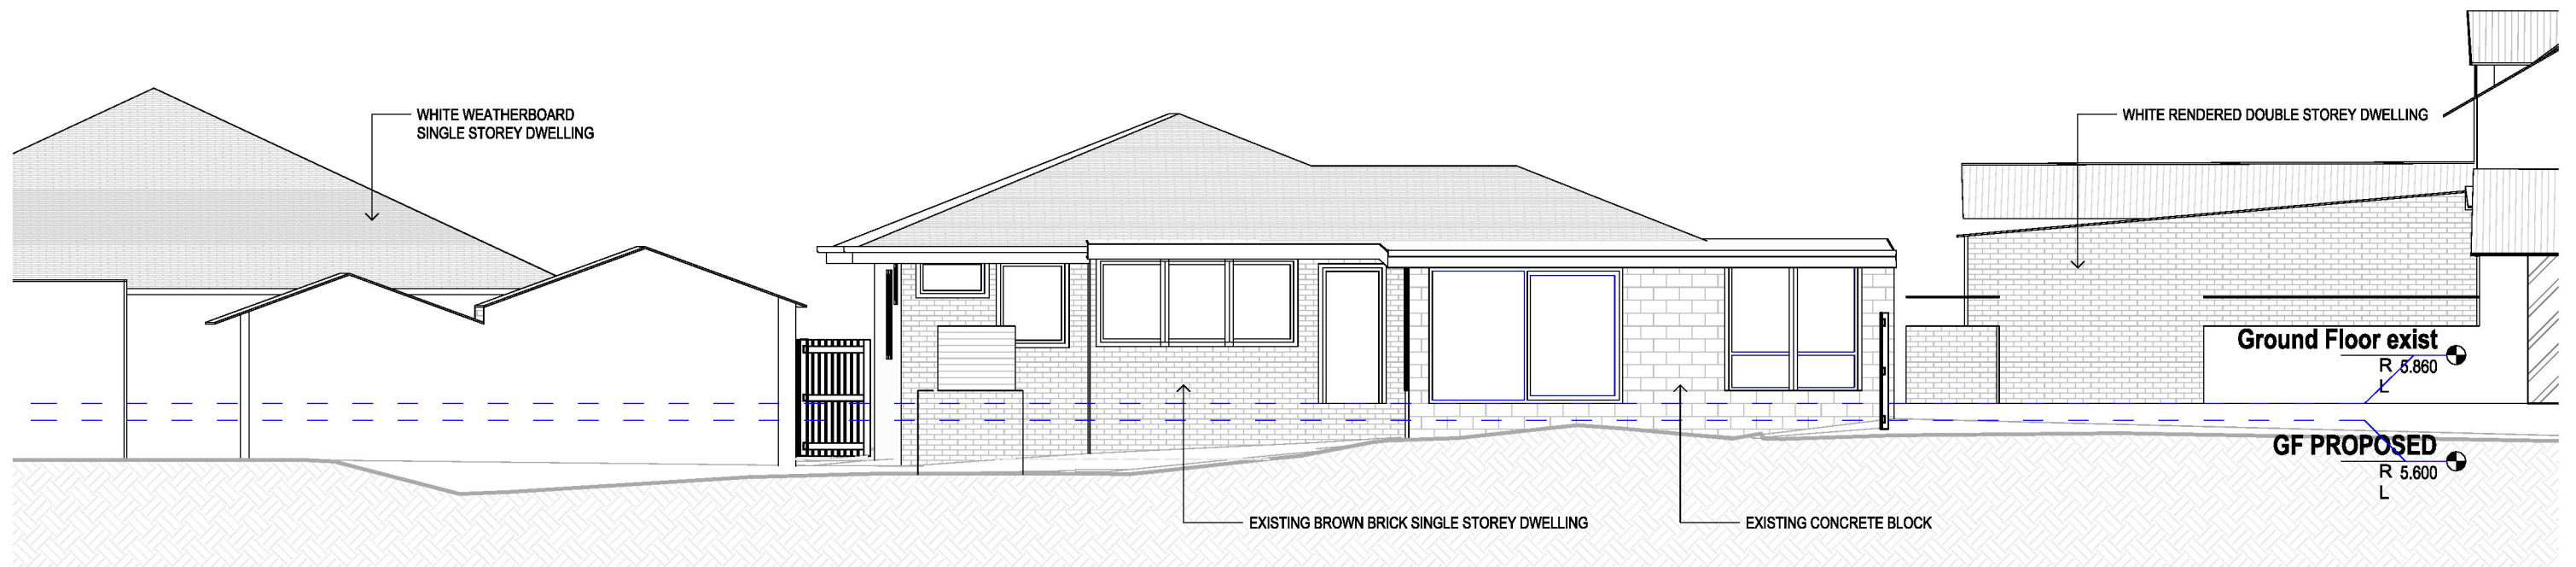 WHITE WEATHERBOARD
SINGLE STOREY DWELLING
WHITE RENDERED DOUBLE STOREY DWELLING
Ground Floor exist
R 5.860
L
GF PROPOSED
R 5.600
L
EXISTING BROWN BRICK SINGLE STOREY DWELLING
EXISTING CONCRETE BLOCK